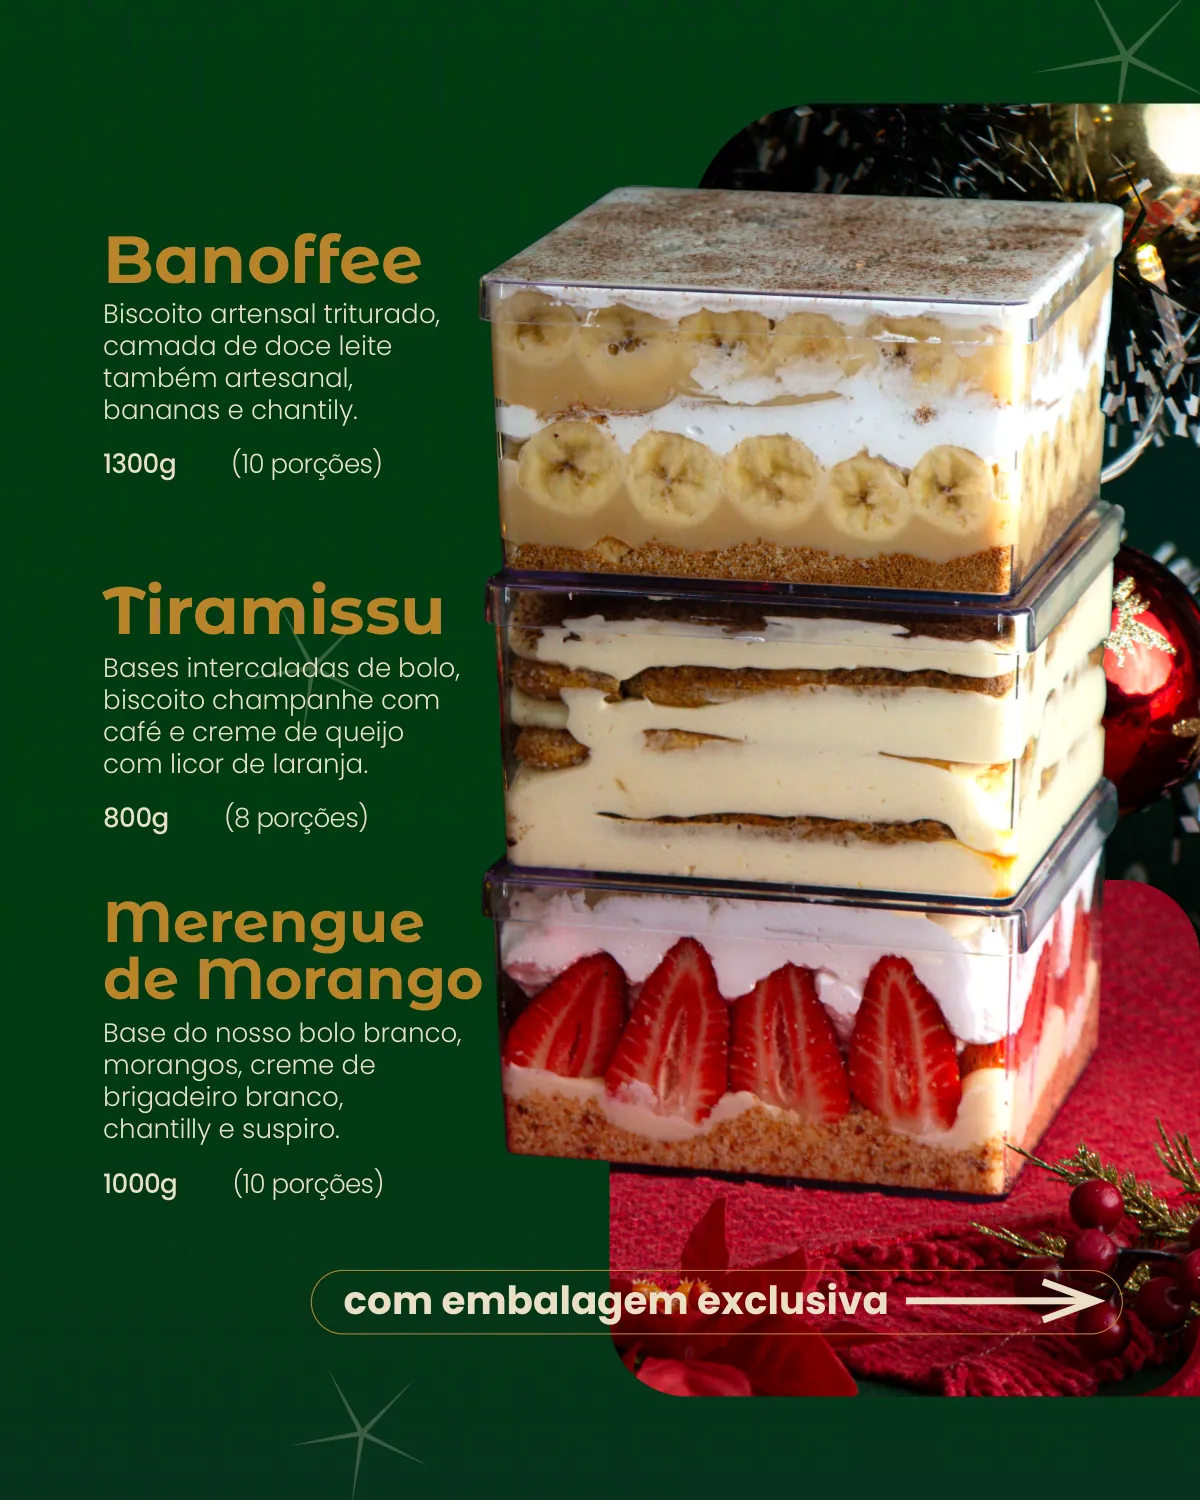 Banoffee
Biscoito artensal triturado,
camada de doce leite
também artesanal,
bananas e chantily.
1300g (10 porções)
Tiramissu
Bases intercaladas de bolo,
biscoito champanhe com
café e creme de queijo
com licor de laranja.
800g (8 porções)
Merengue
de Morango
Base do nosso bolo branco,
morangos, creme de
brigadeiro branco,
chantilly e suspiro.
1000g (10 porções)
com embalagem exclusiva